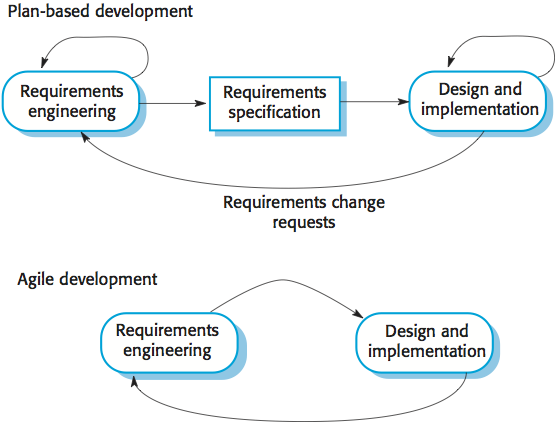 Plan-based development
Requirements
engineering
Requirements
specification
Design and
implementation
Requirements change
requests
Agile development
Requirements
engineering
Design and
implementation